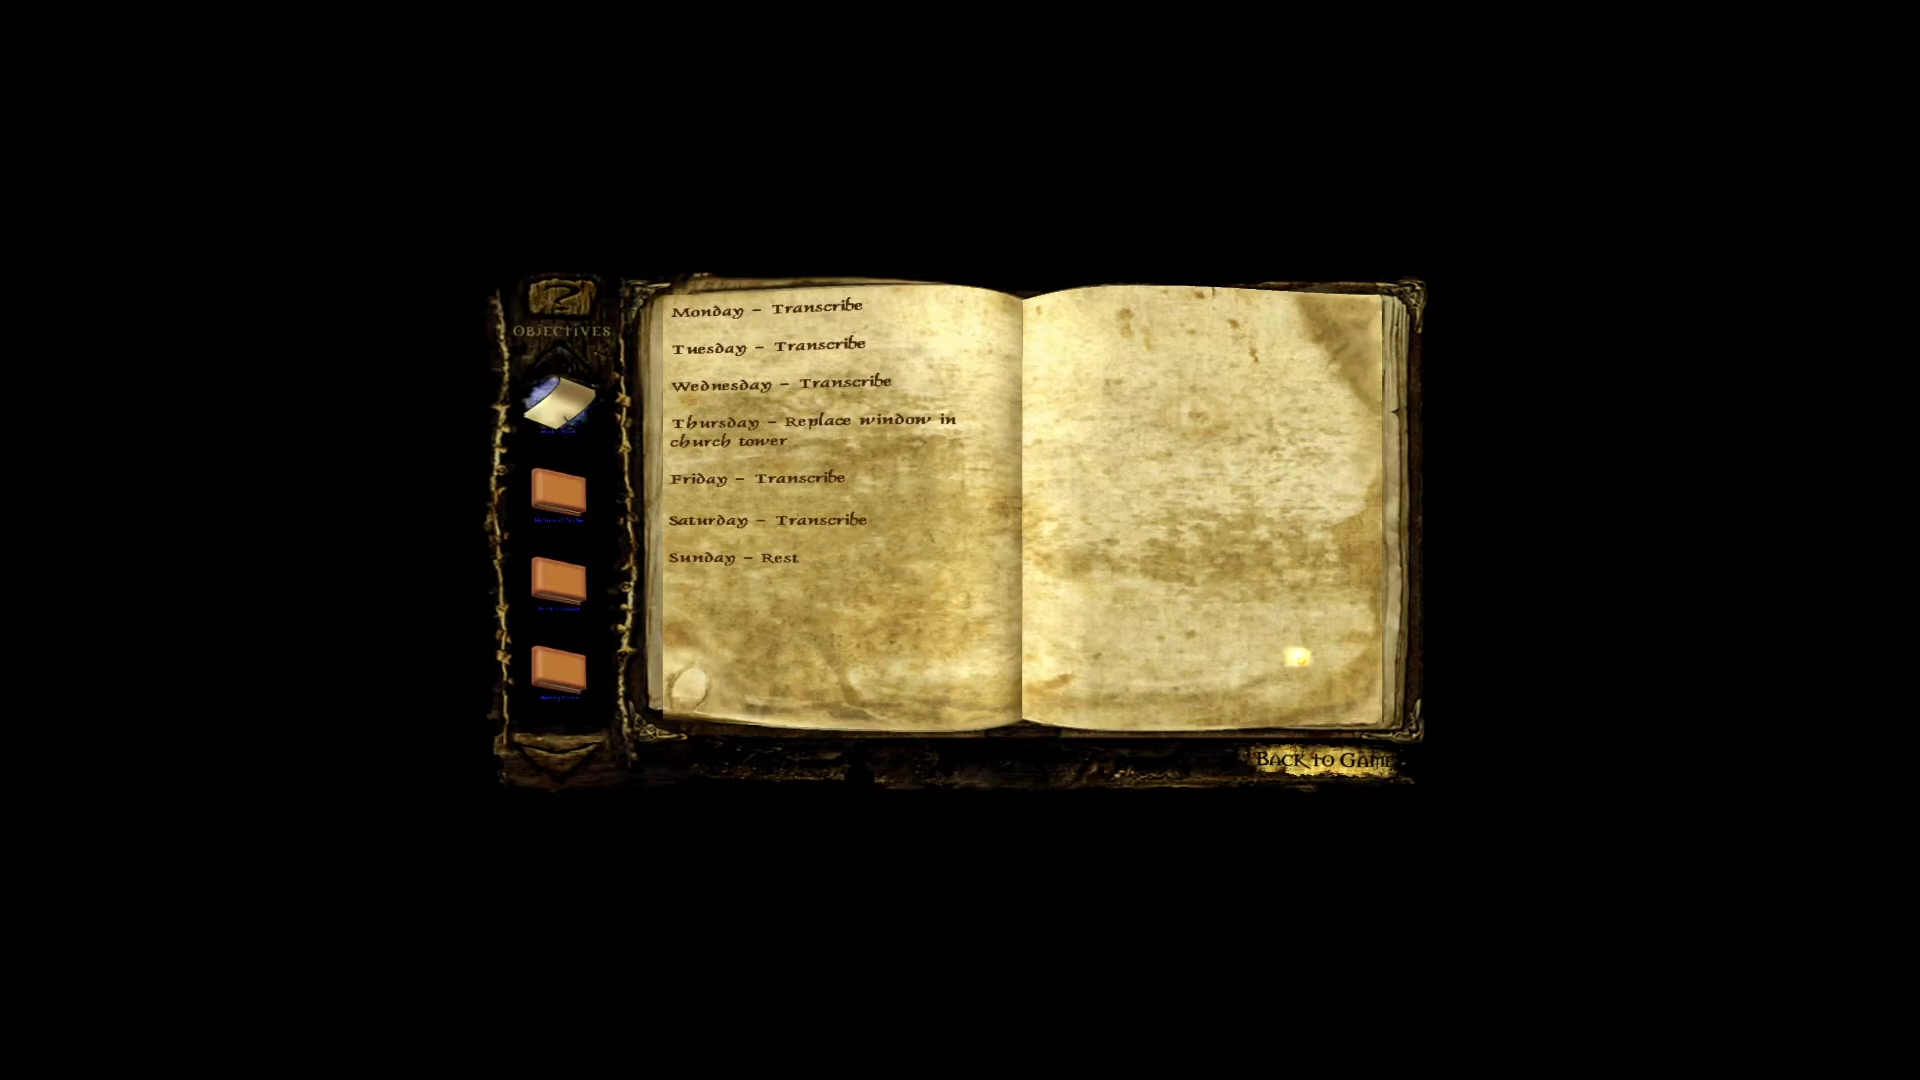 OBJECTIVES
Monday - Transcribe
Tuesday - Transcribe
Wednesday - Transcribe
Thursday - Replace window in
church tower
Friday - Transcribe
Saturday - Transcribe
Sunday - Rest
BACK TO GAME